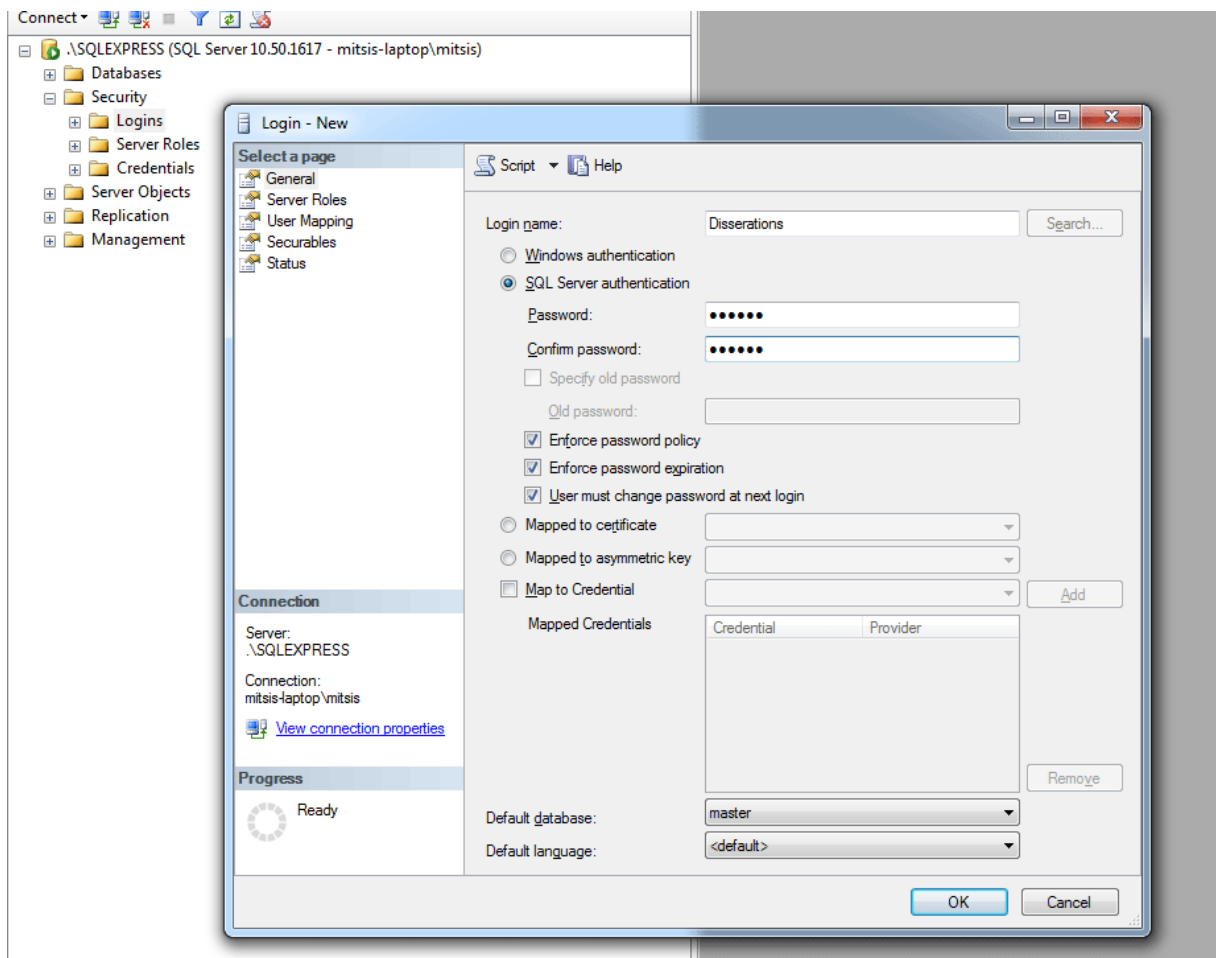 Connect
.\SQLEXPRESS (SQL Server 10.50.1617 - mitsis-laptop\mitsis)
Databases
Security
Logins
Server Roles
Credentials
Server Objects
Replication
Management
Login - New
Select a page
General
Server Roles
User Mapping
Securables
Status
Connection
Server:
.\SQLEXPRESS
Connection:
mitsis-laptop\mitsis
View connection properties
Progress
Ready
Script Help
Login name: Disserations Search...
Windows authentication
SQL Server authentication
Password: ●●●●●●
Confirm password: ●●●●●●
Specify old password
Old password:
Enforce password policy
Enforce password expiration
User must change password at next login
Mapped to certificate
Mapped to asymmetric key
Map to Credential Add
Mapped Credentials Credential Provider
Remove
Default database: master
Default language: <default>
OK Cancel